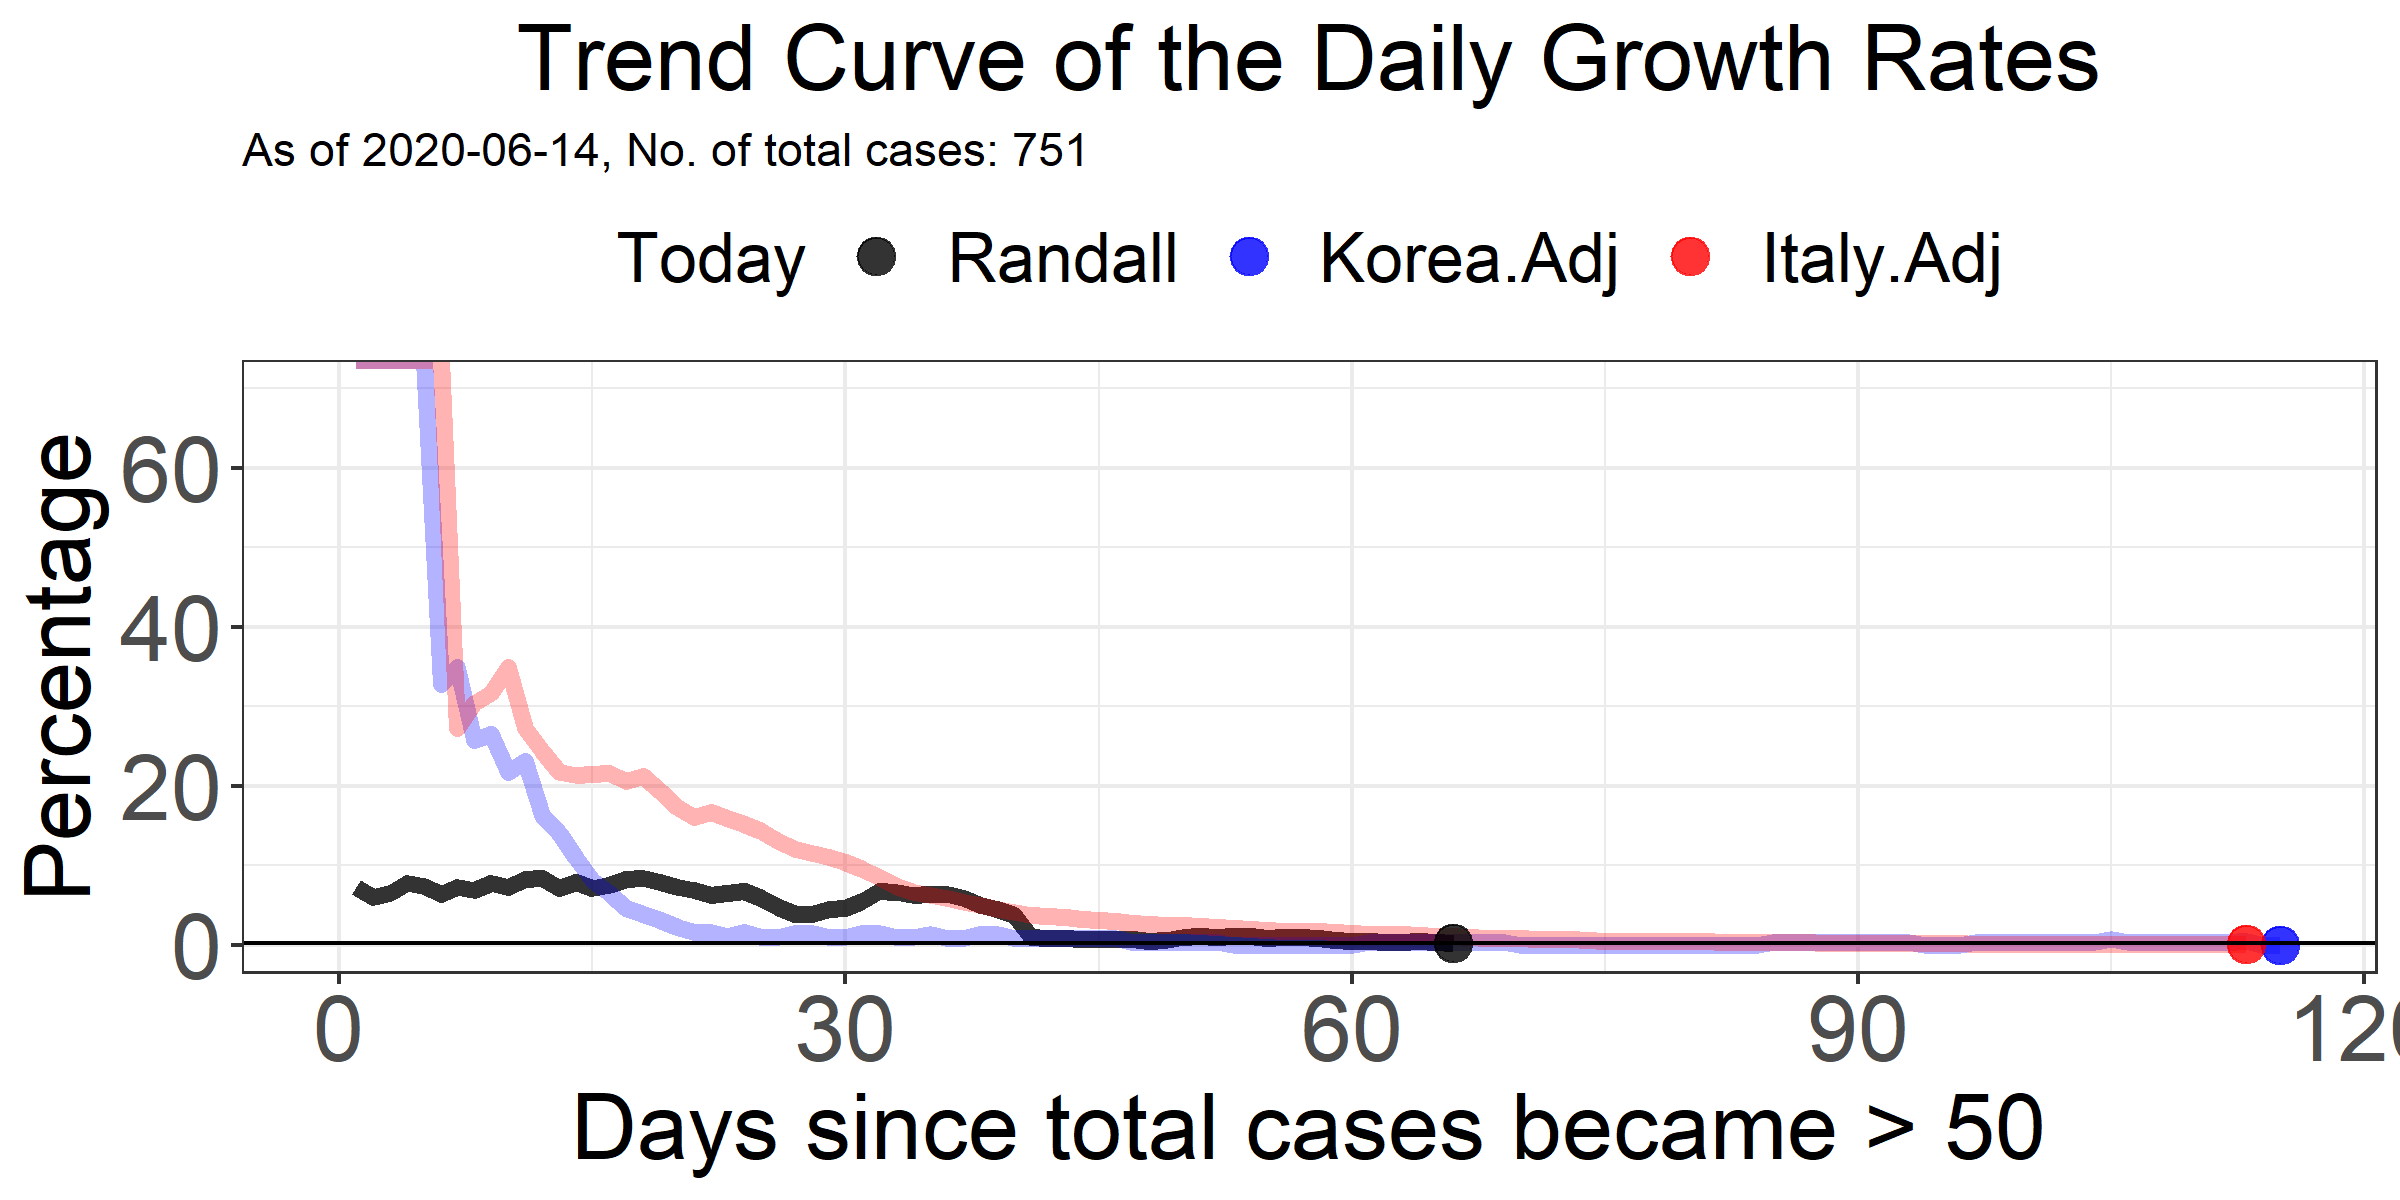 Trend Curve of the Daily Growth Rates
As of 2020-06-14, No. of total cases: 751
Today Randall Korea.Adj Italy.Adj
Percentage
60
40
20
0
0 30 60 90 120
Days since total cases became > 50